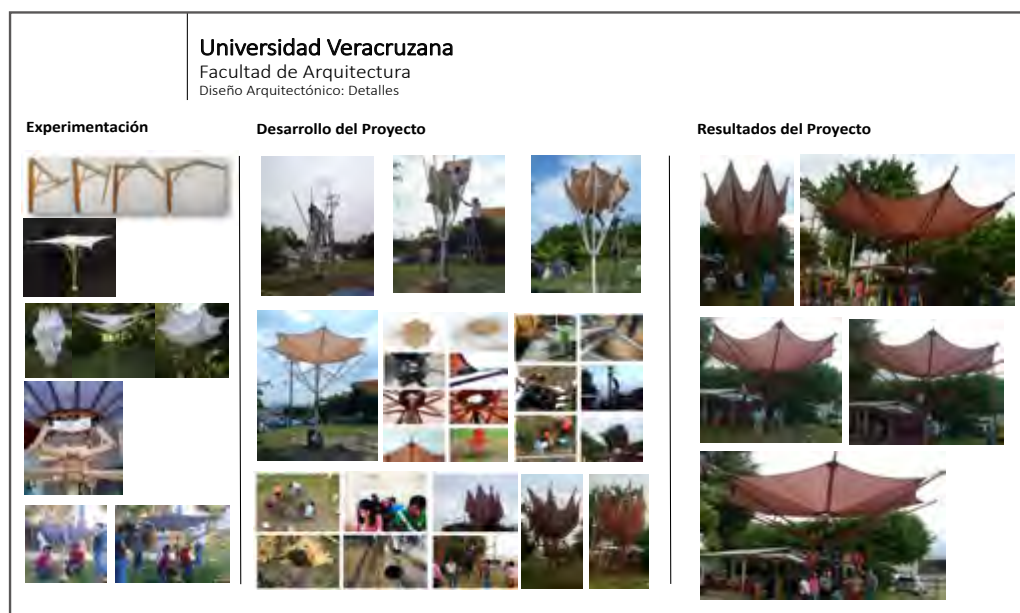 Universidad Veracruzana
Facultad de Arquitectura
Diseño Arquitectónico: Detalles
Experimentación
Desarrollo del Proyecto
Resultados del Proyecto